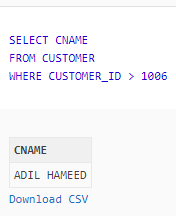 SELECT CNAME
FROM CUSTOMER
WHERE CUSTOMER_ID > 1006
CNAME
ADIL HAMEED
Download CSV